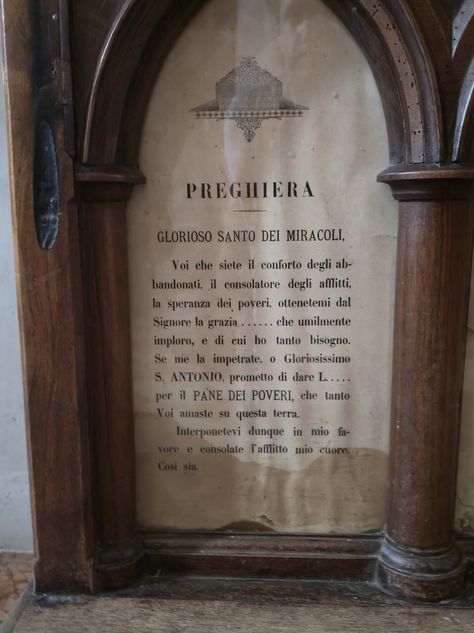 PREGHIERA
GLORIOSO SANTO DEI MIRACOLI,
Voi che siete il conforto degli ab-
bandonati, il consolatore degli afflitti,
la speranza dei poveri, ottenetemi dal
Signore la grazia ...... che umilmente
imploro, e di cui ho tanto bisogno.
Se me la impetrate, o Gloriosissimo
S. ANTONIO, prometto di dare L.....
per il PANE DEI POVERI, che tanto
Voi amaste su questa terra.
Interponetevi dunque in mio fa-
vore e consolate l'afflitto mio cuore.
Così sia.